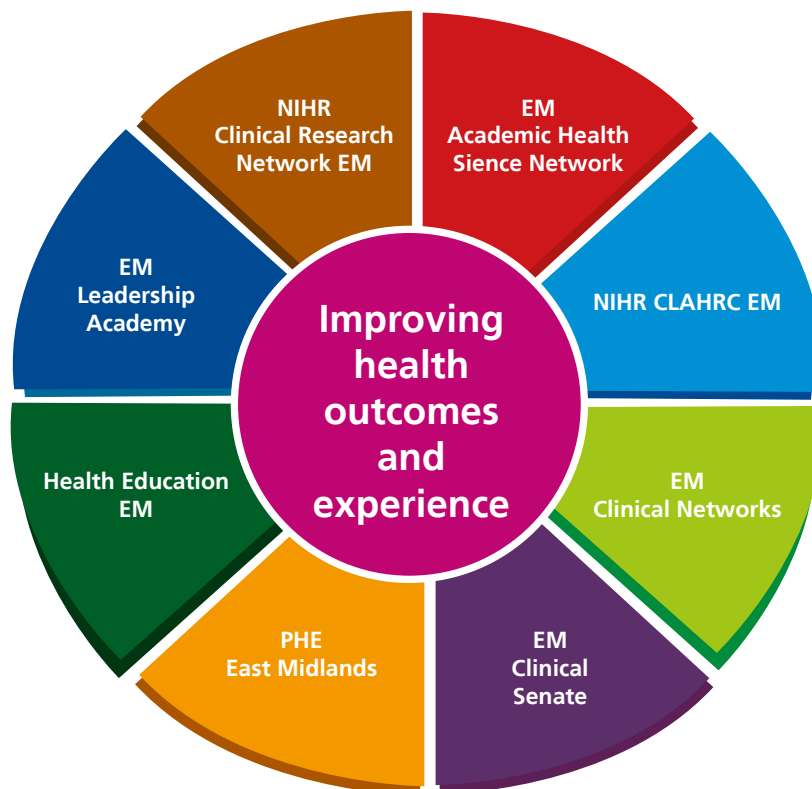 NIHR
Clinical Research
Network EM
EM
Academic Health
Sience Network
EM
Leadership
Academy
NIHR CLAHRC EM
Improving
health
outcomes
and
experience
Health Education
EM
EM
Clinical Networks
PHE
East Midlands
EM
Clinical
Senate